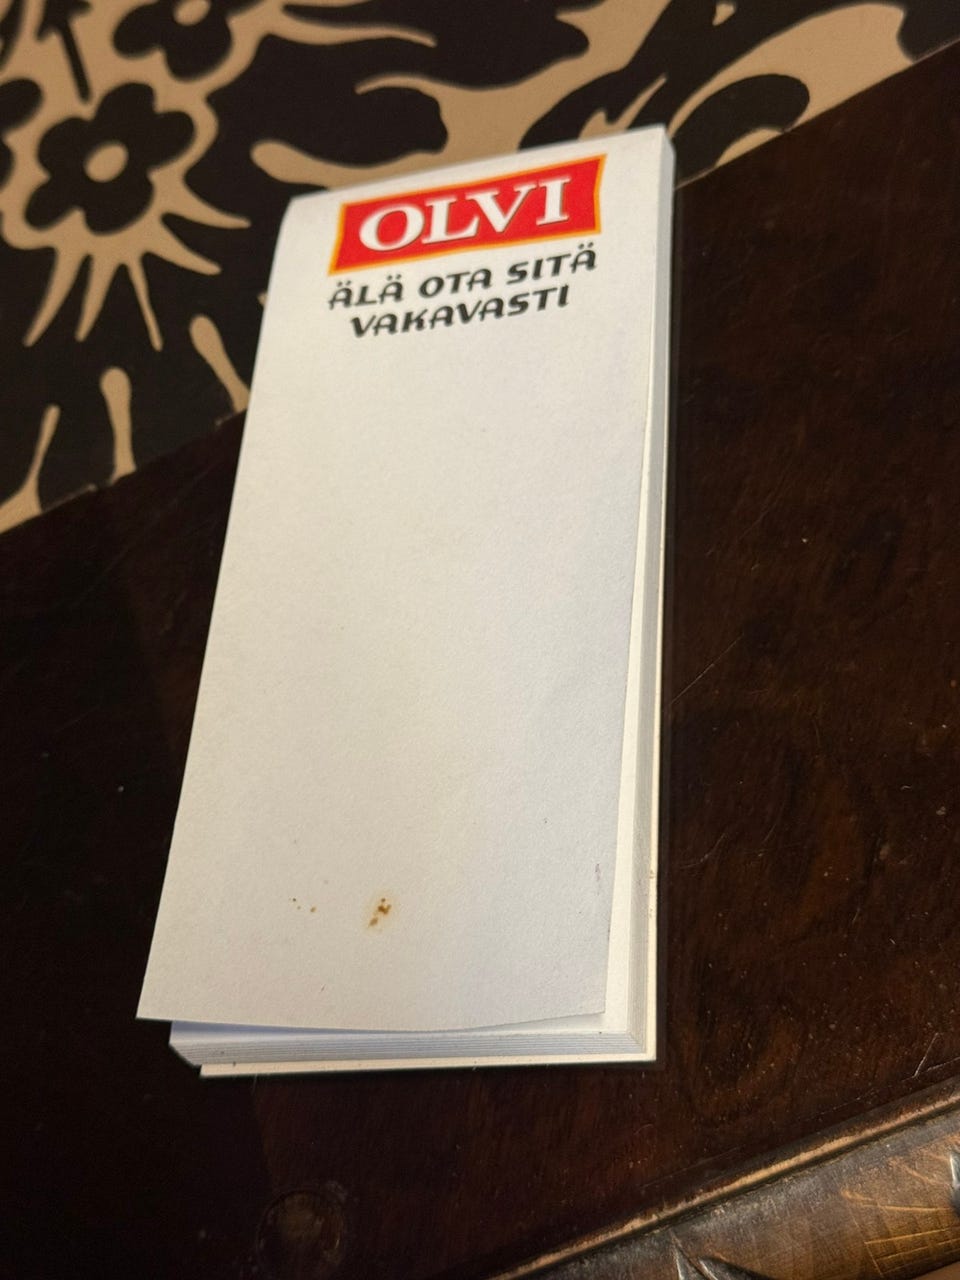 OLVI
ÄLÄ OTA SITÄ
VAKAVASTI